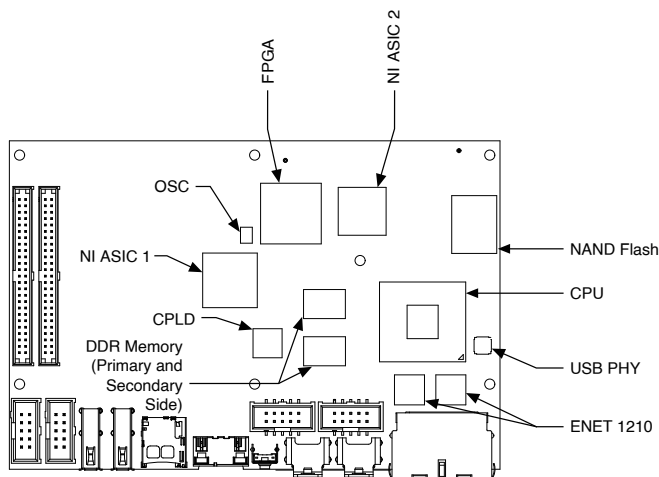 FPGA
NI ASIC 2
OSC
NI ASIC 1
CPLD
DDR Memory
(Primary and
Secondary
Side)
NAND Flash
CPU
USB PHY
ENET 1210